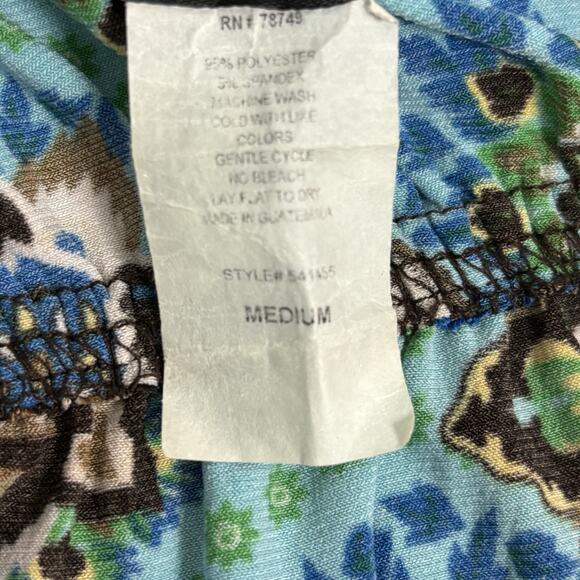 RN# 78749
95% POLYESTER
5% SPANDEX
MACHINE WASH
COLD WITH LIKE
COLORS
GENTLE CYCLE
NO BLEACH
LAY FLAT TO DRY
MADE IN GUATEMALA
STYLE# 541455
MEDIUM